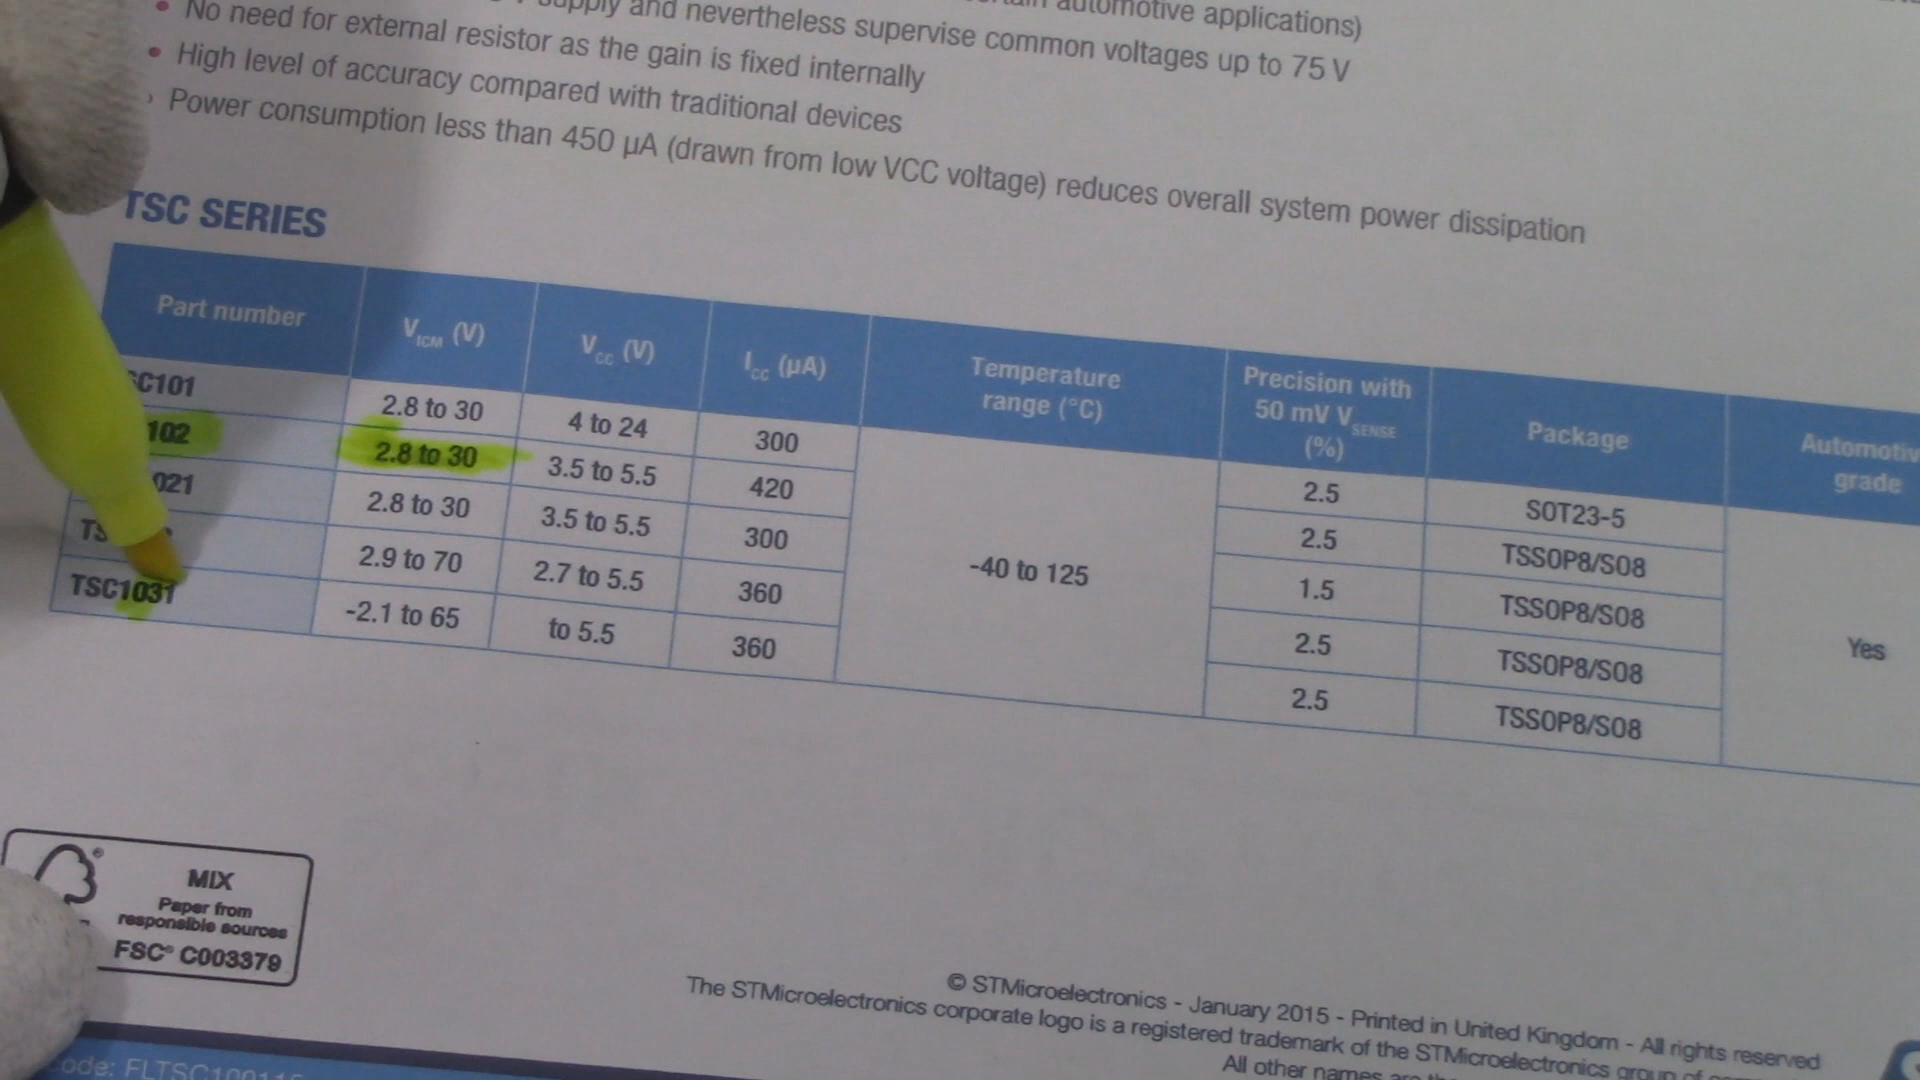 supply and nevertheless supervise common voltages up to 75 V
automotive applications)
No need for external resistor as the gain is fixed internally
High level of accuracy compared with traditional devices
Power consumption less than 450 µA (drawn from low VCC voltage) reduces overall system power dissipation
TSC SERIES
Part number VICM (V) VCC (V) ICC (µA) Temperature range (°C) Precision with 50 mV VSENSE (%) Package Automotiv grade
C101 2.8 to 30 4 to 24 300 -40 to 125 2.5 SOT23-5 Yes
102 2.8 to 30 3.5 to 5.5 420 2.5 TSSOP8/SO8
021 2.8 to 30 3.5 to 5.5 300 1.5 TSSOP8/SO8
TS 2.9 to 70 2.7 to 5.5 360 2.5 TSSOP8/SO8
TSC1031 -2.1 to 65 to 5.5 360 2.5 TSSOP8/SO8
MIX
Paper from
responsible sources
FSC® C003379
© STMicroelectronics - January 2015 - Printed in United Kingdom - All rights reserved
The STMicroelectronics corporate logo is a registered trademark of the STMicroelectronics group of
All other names are
ode: FLTSC100115